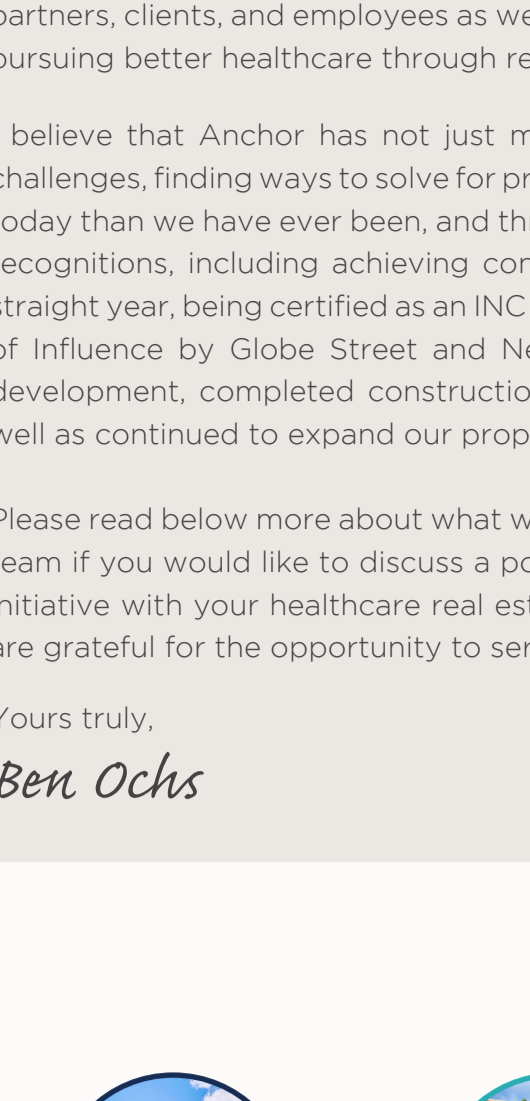 partners, clients, and employees as we
pursuing better healthcare through re
believe that Anchor has not just m
challenges, finding ways to solve for pr
today than we have ever been, and thi
recognitions, including achieving con
straight year, being certified as an INC
of Influence by Globe Street and Ne
development, completed constructio
well as continued to expand our prop
Please read below more about what w
team if you would like to discuss a po
initiative with your healthcare real est
are grateful for the opportunity to ser
Yours truly,
Ben Ochs